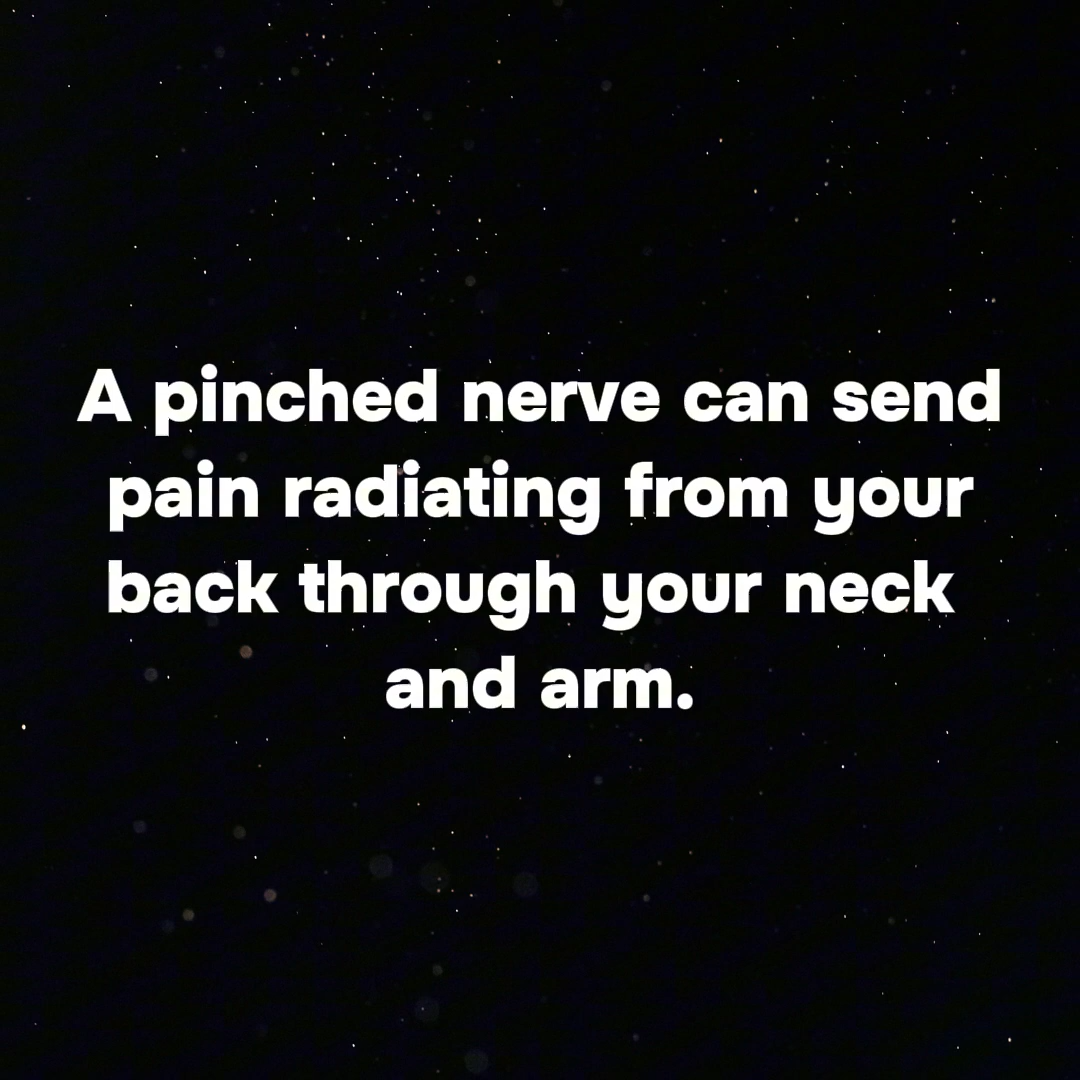 A pinched nerve can send
pain radiating from your
back through your neck
and arm.